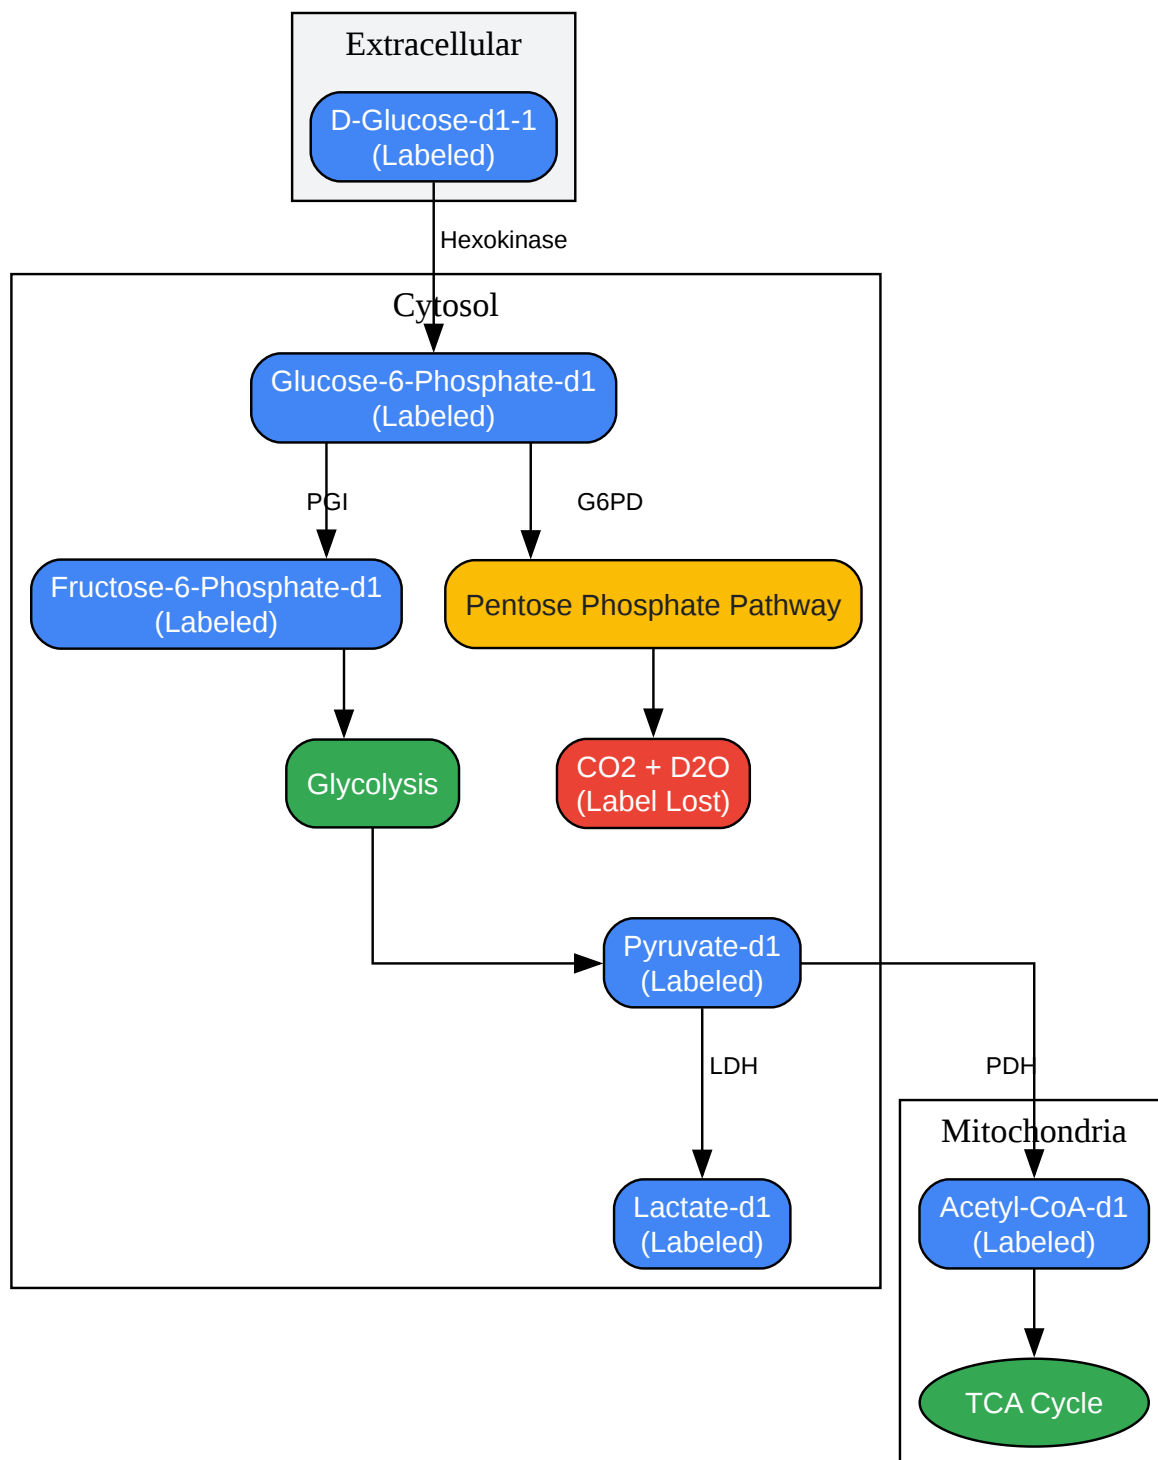 Extracellular
D-Glucose-d1-1
(Labeled)
Hexokinase
Cytosol
Glucose-6-Phosphate-d1
(Labeled)
PGI
G6PD
Fructose-6-Phosphate-d1
(Labeled)
Pentose Phosphate Pathway
Glycolysis
CO2 + D2O
(Label Lost)
Pyruvate-d1
(Labeled)
LDH
PDH
Mitochondria
Lactate-d1
(Labeled)
Acetyl-CoA-d1
(Labeled)
TCA Cycle